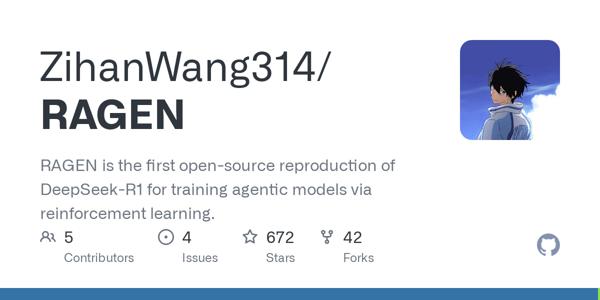 ZihanWang314/
RAGEN
RAGEN is the first open-source reproduction of
DeepSeek-R1 for training agentic models via
reinforcement learning.
5 4 672 42
Contributors Issues Stars Forks